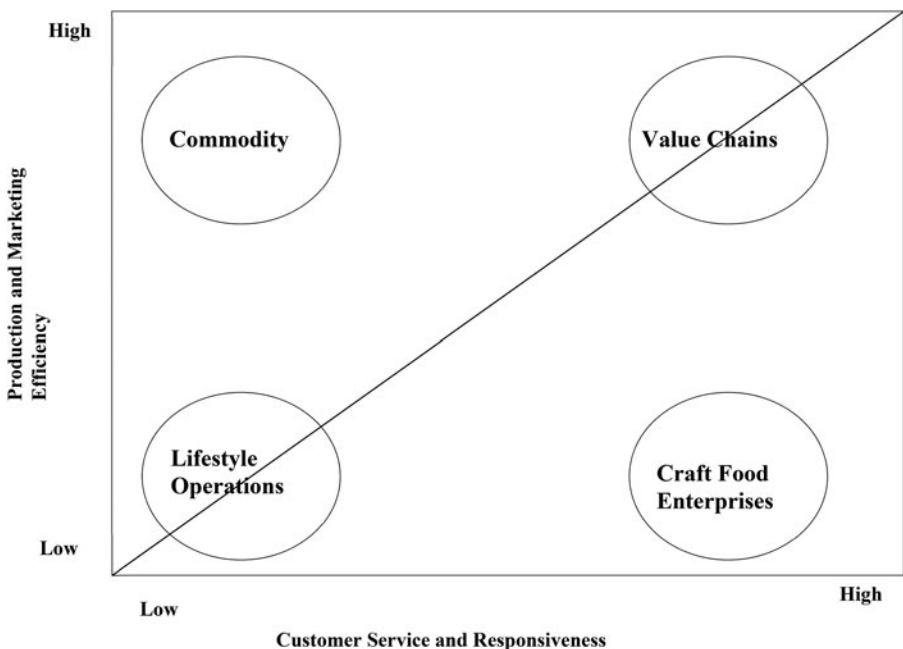 High
Commodity
Value Chains
Production and Marketing
Efficiency
Lifestyle
Operations
Craft Food
Enterprises
Low
Low
High
Customer Service and Responsiveness